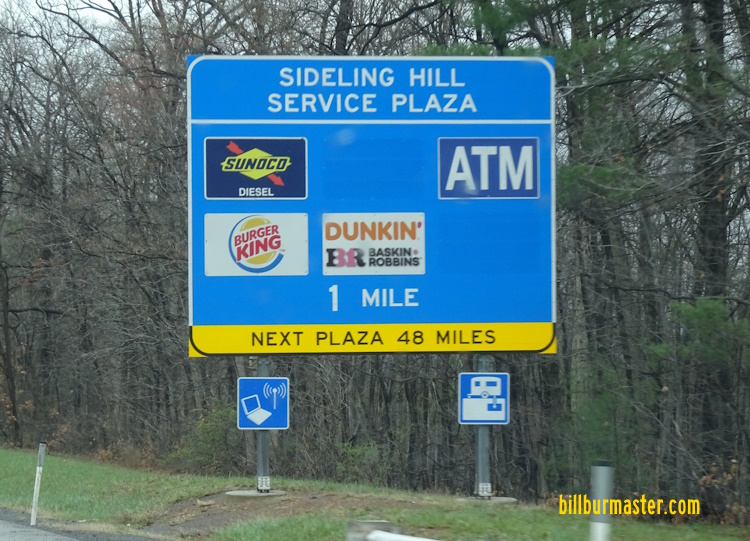 SIDELING HILL
SERVICE PLAZA
SUNOCO
DIESEL
ATM
BURGER
KING
DUNKIN'
BR BASKIN
ROBBINS
1 MILE
NEXT PLAZA 48 MILES
billburmaster.com